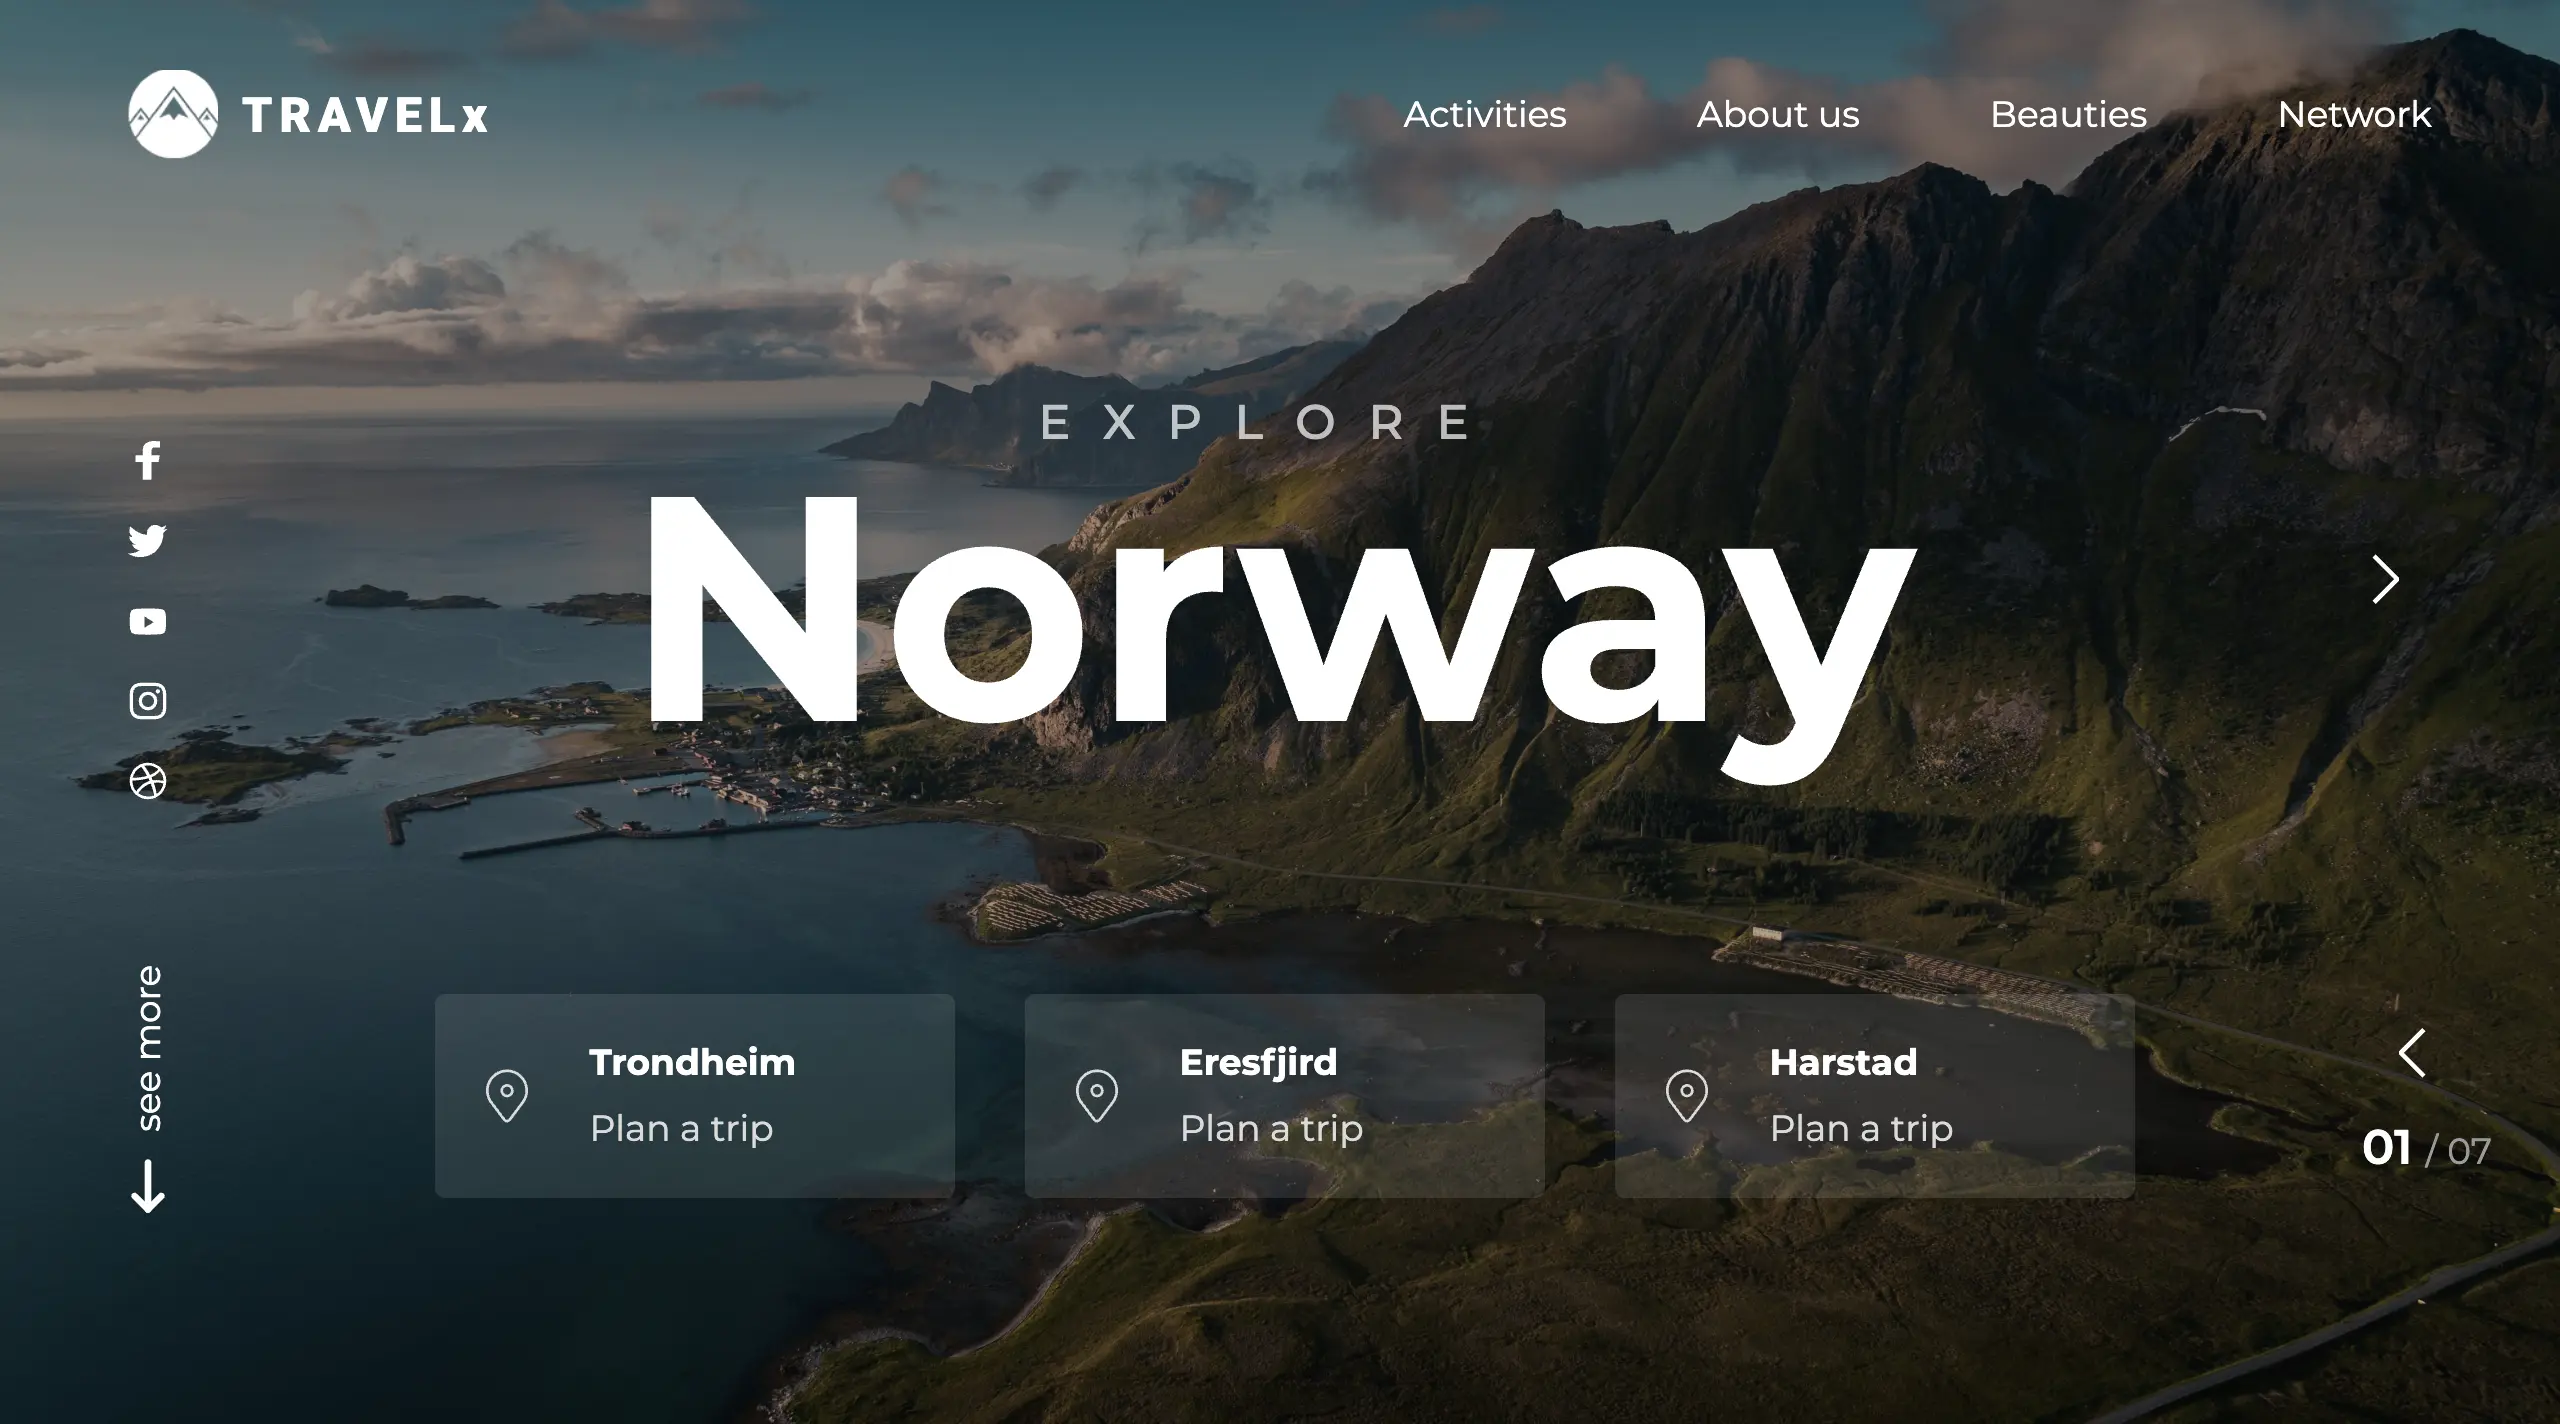 TRAVELx
Activities
About us
Beauties
Network
EXPLORE
Norway
see more
Trondheim
Plan a trip
Eresfjird
Plan a trip
Harstad
Plan a trip
01 / 07